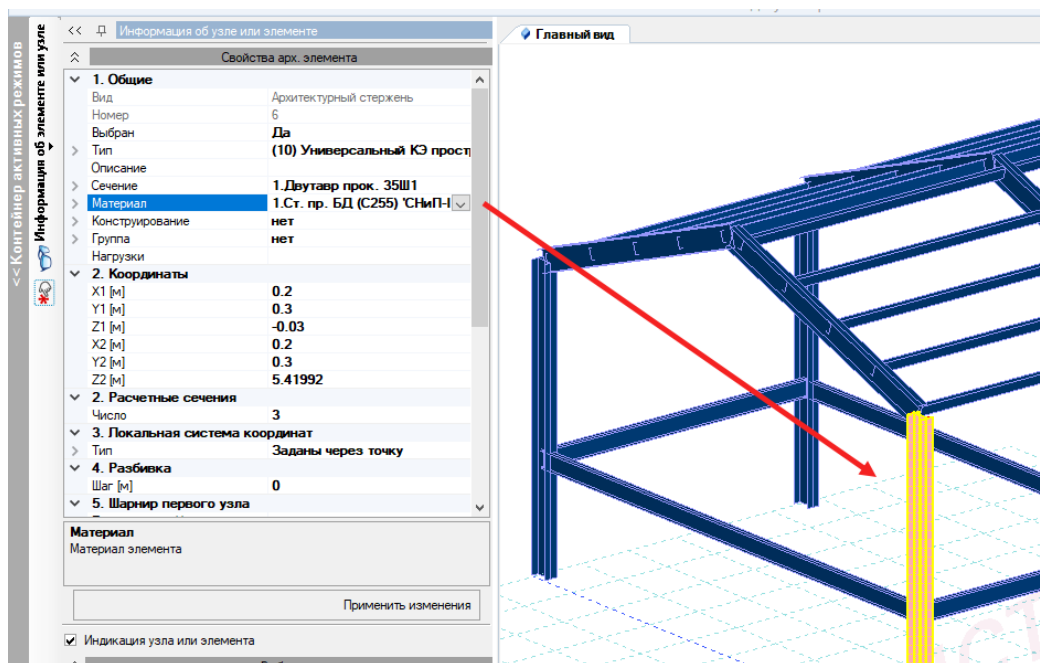 Информация об узле или элементе
Свойства арх. элемента
1. Общие
Вид Архитектурный стержень
Номер 6
Выбран Да
Тип (10) Универсальный КЭ прост
Описание
Сечение 1.Двутавр прок. 35Ш1
Материал 1.Ст. пр. БД (С255) 'СНиП-I
Конструирование нет
Группа нет
Нагрузки
2. Координаты
X1 [м] 0.2
Y1 [м] 0.3
Z1 [м] -0.03
X2 [м] 0.2
Y2 [м] 0.3
Z2 [м] 5.41992
2. Расчетные сечения
Число 3
3. Локальная система координат
Тип Заданы через точку
4. Разбивка
Шаг [м] 0
5. Шарнир первого узла
Материал
Материал элемента
Применить изменения
Индикация узла или элемента
<< Контейнер активных режимов
Информация об элементе или узле
Главный вид